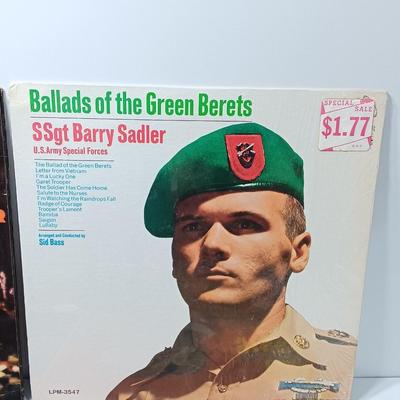 Ballads of the Green Berets
SSgt Barry Sadler
U.S. Army Special Forces
The Ballad of the Green Berets
Letter from Vietnam
I'm a Lucky One
Garet Trooper
The Soldier Has Come Home
Salute to the Nurses
I'm Watching the Raindrops Fall
Badge of Courage
Trooper's Lament
Bamiba
Saigon
Lullaby
Arranged and Conducted by
Sid Bass
SPECIAL
SALE
$1.77
LPM-3547